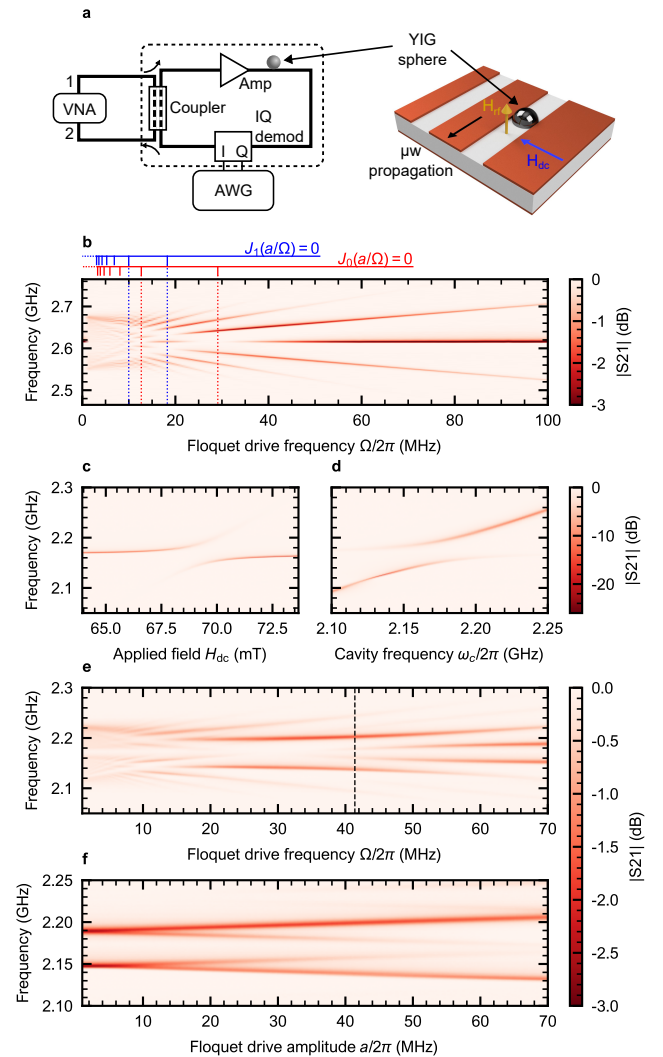 a
1
VNA
2
Coupler
Amp
IQ
demod
I Q
AWG
YIG
sphere
H_rf
H_dc
μw
propagation
b
J₁(a/Ω) = 0
J₀(a/Ω) = 0
Frequency (GHz)
2.7
2.6
2.5
0 20 40 60 80 100
Floquet drive frequency Ω/2π (MHz)
0
-1
-2
-3
|S21| (dB)
c
Frequency (GHz)
2.3
2.2
2.1
65.0 67.5 70.0 72.5
Applied field H_dc (mT)
d
2.10 2.15 2.20 2.25
Cavity frequency ω_c/2π (GHz)
0
-10
-20
|S21| (dB)
e
Frequency (GHz)
2.3
2.2
2.1
10 20 30 40 50 60 70
Floquet drive frequency Ω/2π (MHz)
f
Frequency (GHz)
2.25
2.20
2.15
2.10
10 20 30 40 50 60 70
Floquet drive amplitude a/2π (MHz)
0.0
-0.5
-1.0
-1.5
-2.0
-2.5
-3.0
|S21| (dB)